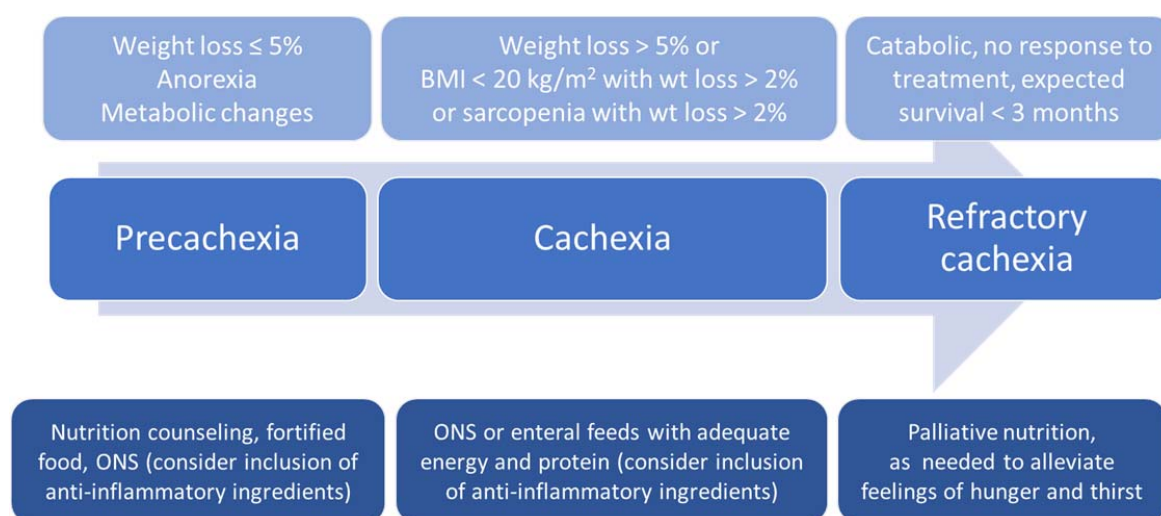 Weight loss ≤ 5%
Anorexia
Metabolic changes
Weight loss > 5% or
BMI < 20 kg/m² with wt loss > 2%
or sarcopenia with wt loss > 2%
Catabolic, no response to
treatment, expected
survival < 3 months
Precachexia
Cachexia
Refractory
cachexia
Nutrition counseling, fortified
food, ONS (consider inclusion of
anti-inflammatory ingredients)
ONS or enteral feeds with adequate
energy and protein (consider inclusion
of anti-inflammatory ingredients)
Palliative nutrition,
as needed to alleviate
feelings of hunger and thirst